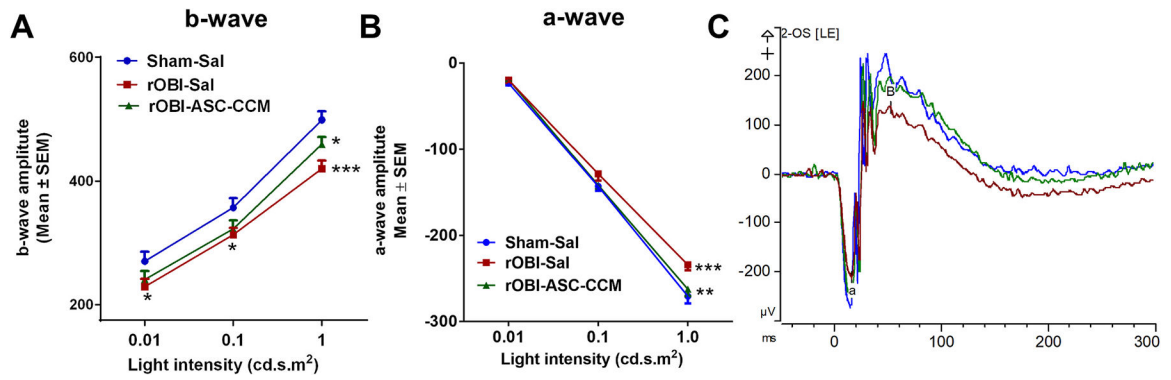 A
b-wave
Sham-Sal
rOBI-Sal
rOBI-ASC-CCM
600
400
200
b-wave amplitude
(Mean ± SEM)
*
***
*
*
0.01
0.1
1
Light intensity (cd.s.m²)
B
a-wave
0
-100
-200
-300
a-wave amplitude
Mean ± SEM
Sham-Sal
rOBI-Sal
rOBI-ASC-CCM
***
**
0.01
0.1
1.0
Light intensity (cd.s.m²)
C
2-OS [LE]
200
100
0
-100
-200
µV
ms
B
a
0
100
200
300